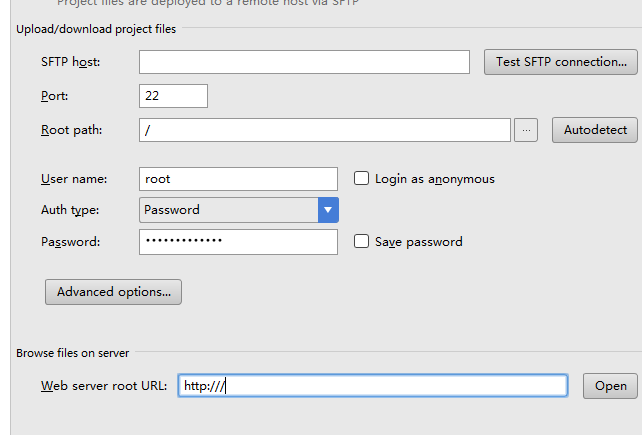 Project files are deployed to a remote host via SFTP
Upload/download project files
SFTP host:
Test SFTP connection...
Port: 22
Root path: / ... Autodetect
User name: root Login as anonymous
Auth type: Password
Password: ••••••••••••• Save password
Advanced options...
Browse files on server
Web server root URL: http:/// Open